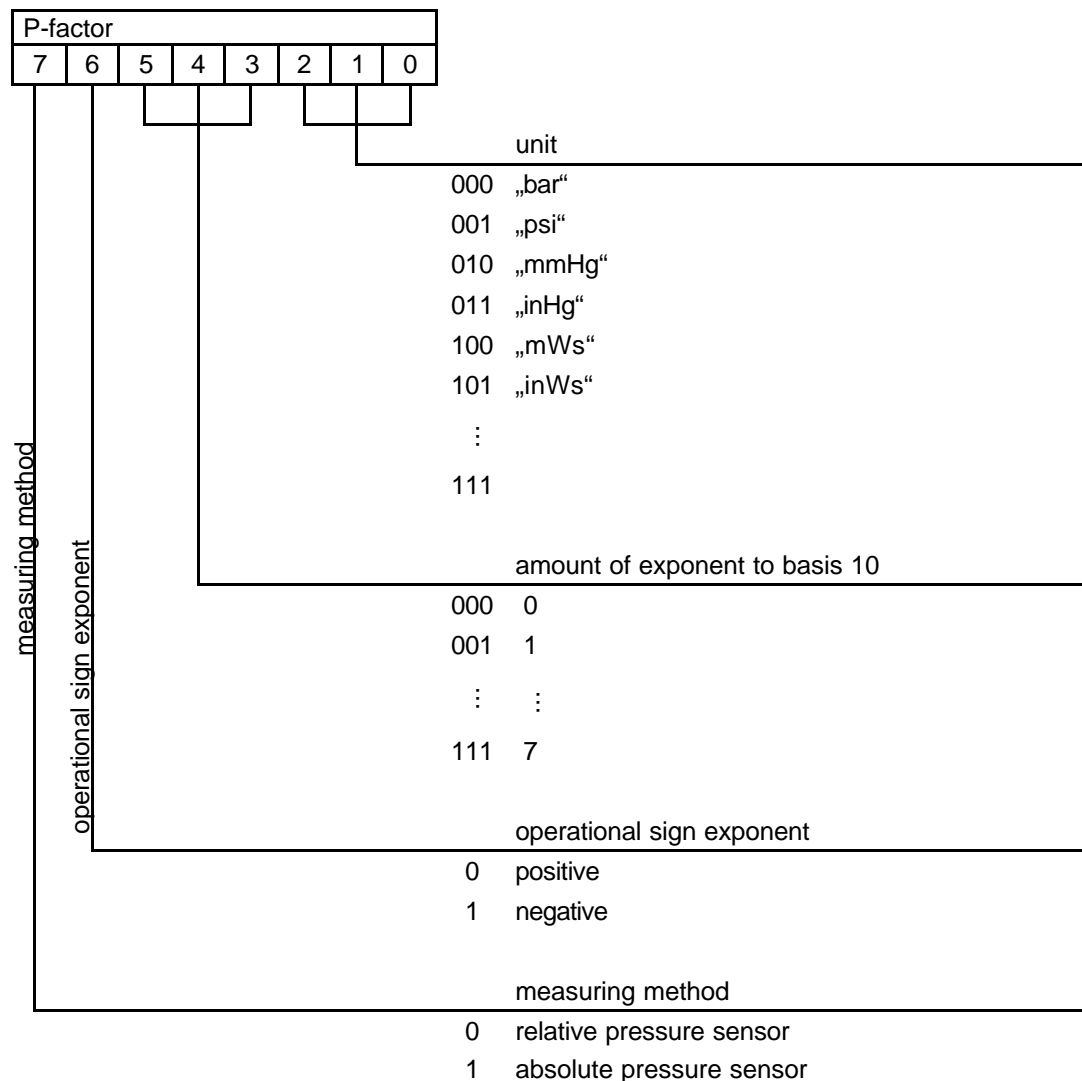 P-factor
7 6 5 4 3 2 1 0
unit
000 „bar“
001 „psi“
010 „mmHg“
011 „inHg“
100 „mWs“
101 „inWs“
⋮
111
amount of exponent to basis 10
000 0
001 1
⋮ ⋮
111 7
operational sign exponent
0 positive
1 negative
measuring method
0 relative pressure sensor
1 absolute pressure sensor
measuring method
operational sign exponent